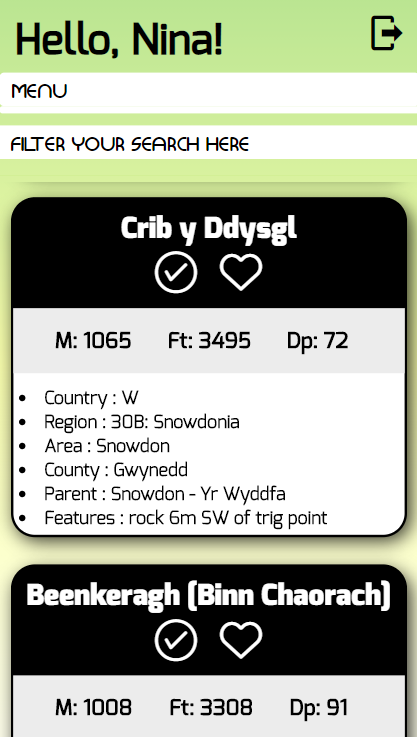 Hello, Nina!
MENU
FILTER YOUR SEARCH HERE
Crib y Ddysgl
M: 1065 Ft: 3495 Dp: 72
• Country : W
• Region : 30B: Snowdonia
• Area : Snowdon
• County : Gwynedd
• Parent : Snowdon - Yr Wyddfa
• Features : rock 6m SW of trig point
Beenkeragh (Binn Chaorach)
M: 1008 Ft: 3308 Dp: 91